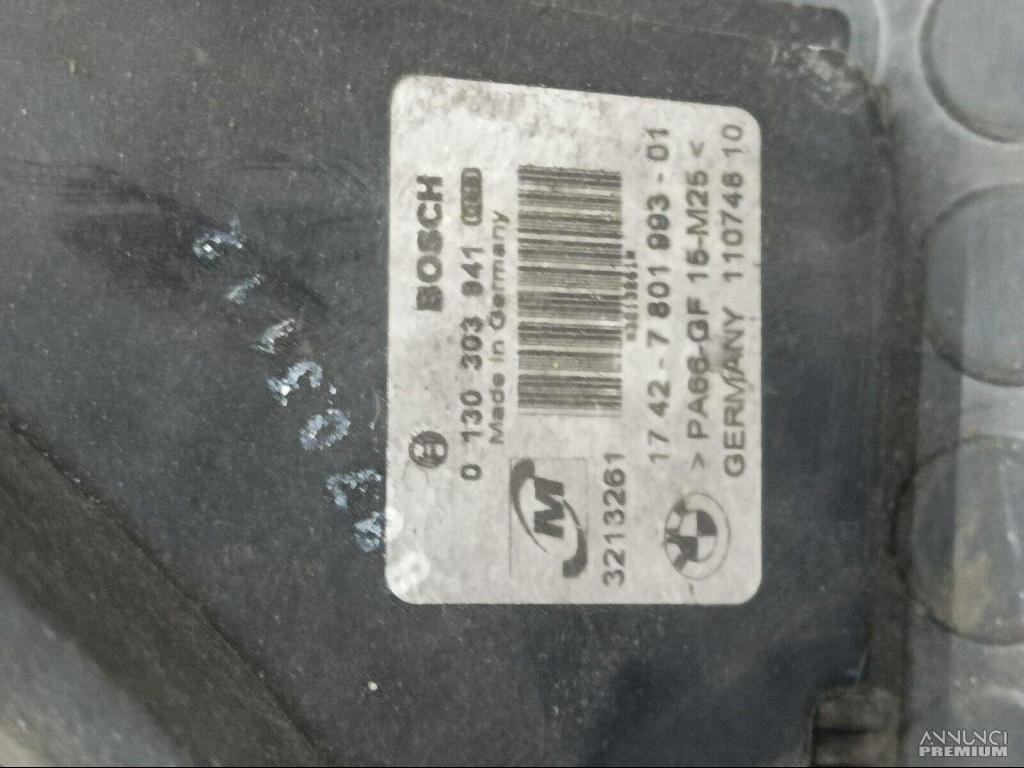 BOSCH
0 130 303 941
Made in Germany
3213261
17 42 - 7 801 993 - 01
> PA66-GF 15-M25 <
GERMANY 110748 10
ANNUNCI
PREMIUM